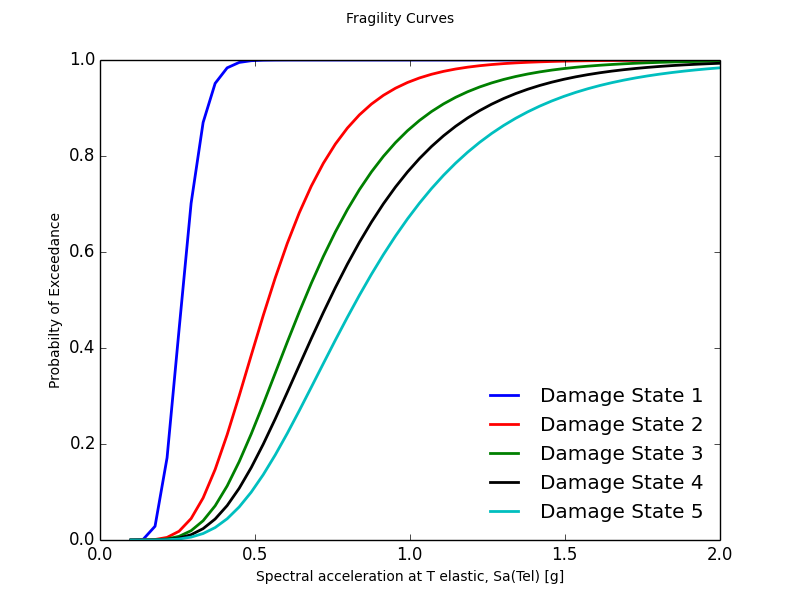 Fragility Curves
1.0
0.8
0.6
0.4
0.2
0.0
Probabilty of Exceedance
Damage State 1
Damage State 2
Damage State 3
Damage State 4
Damage State 5
0.0 0.5 1.0 1.5 2.0
Spectral acceleration at T elastic, Sa(Tel) [g]